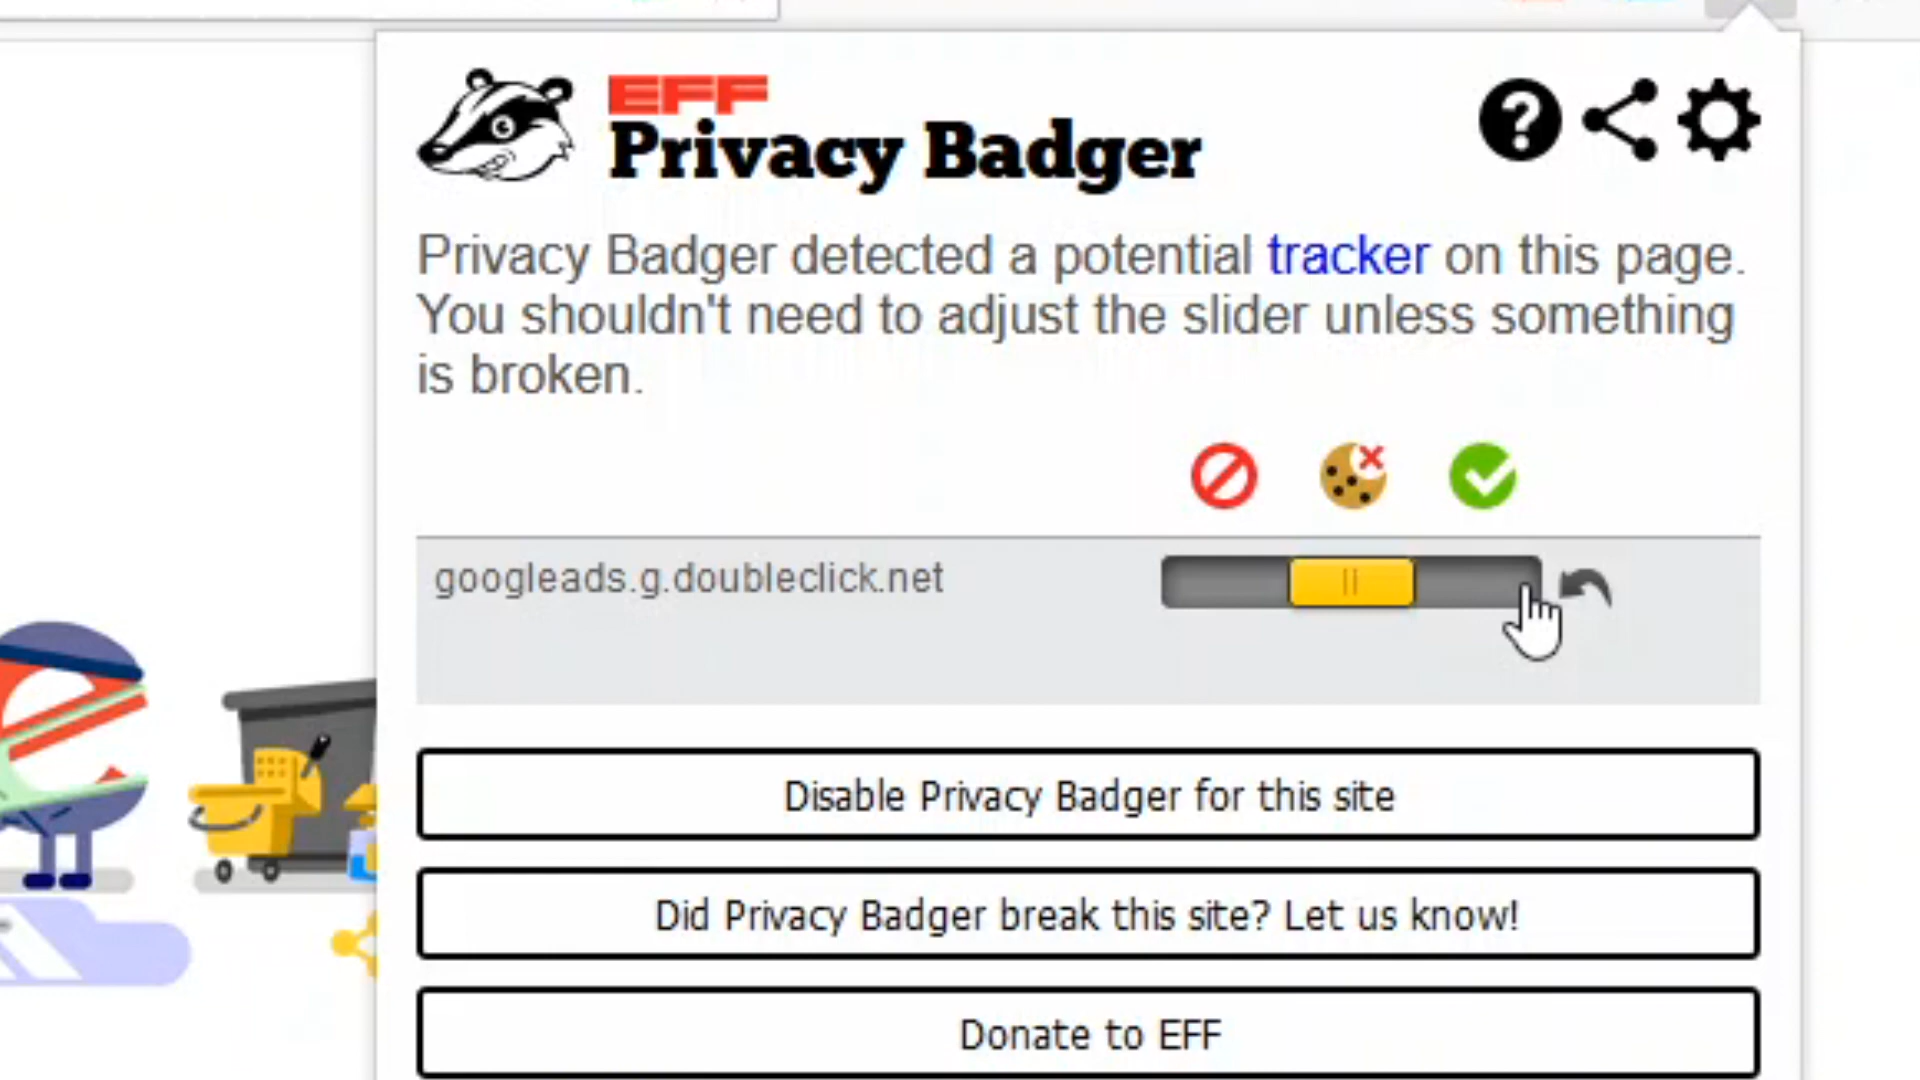 EFF
Privacy Badger
Privacy Badger detected a potential tracker on this page.
You shouldn't need to adjust the slider unless something
is broken.
googleads.g.doubleclick.net
Disable Privacy Badger for this site
Did Privacy Badger break this site? Let us know!
Donate to EFF